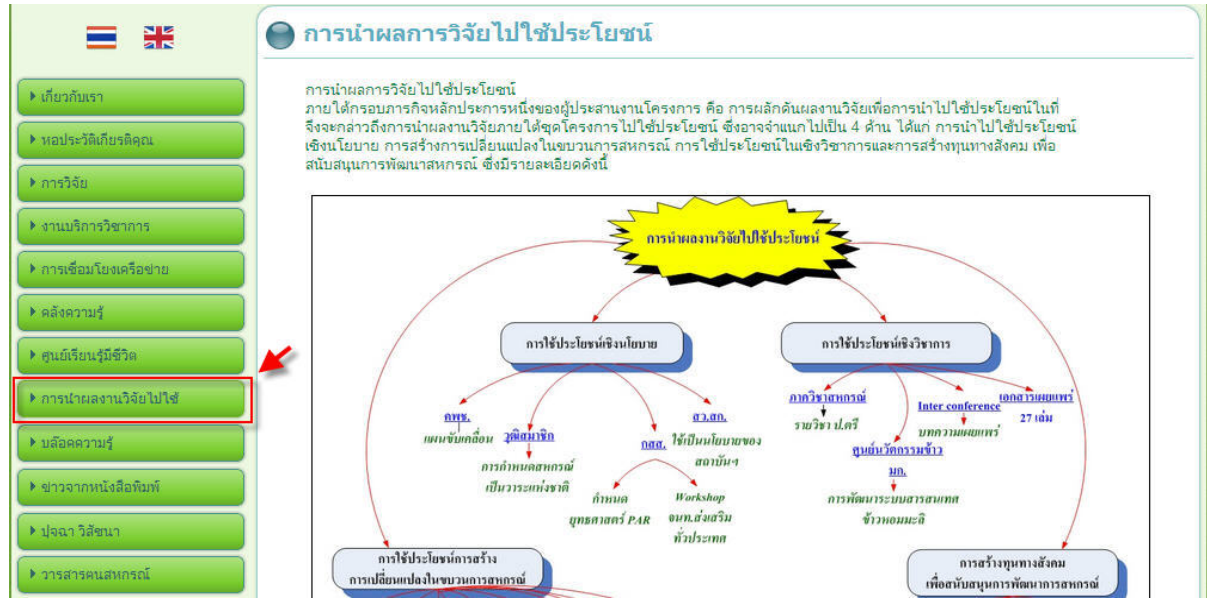 การนำผลการวิจัยไปใช้ประโยชน์
เกี่ยวกับเรา
หอประวัติเกียรติคุณ
การวิจัย
งานบริการวิชาการ
การเชื่อมโยงเครือข่าย
คลังความรู้
ศูนย์เรียนรู้มีชีวิต
การนำผลงานวิจัยไปใช้
บล๊อคความรู้
ข่าวจากหนังสือพิมพ์
ปุจฉา วิสัชนา
วารสารคนสหกรณ์
การนำผลการวิจัยไปใช้ประโยชน์
ภายใต้กรอบภารกิจหลักประการหนึ่งของผู้ประสานงานโครงการ คือ การผลักดันผลงานวิจัยเพื่อการนำไปใช้ประโยชน์ในที่
จึงจะกล่าวถึงการนำผลงานวิจัยภายใต้ชุดโครงการไปใช้ประโยชน์ ซึ่งอาจจำแนกไปเป็น 4 ด้าน ได้แก่ การนำไปใช้ประโยชน์
เชิงนโยบาย การสร้างการเปลี่ยนแปลงในขบวนการสหกรณ์ การใช้ประโยชน์ในเชิงวิชาการและการสร้างทุนทางสังคม เพื่อ
สนับสนุนการพัฒนาสหกรณ์ ซึ่งมีรายละเอียดดังนี้
การนำผลงานวิจัยไปใช้ประโยชน์
การใช้ประโยชน์เชิงนโยบาย
การใช้ประโยชน์เชิงวิชาการ
คพช.
แผนขับเคลื่อน
วุฒิสมาชิก
การกำหนดสหกรณ์
เป็นวาระแห่งชาติ
กสส.
กำหนด
ยุทธศาสตร์ PAR
Workshop
จนท.ส่งเสริม
ทั่วประเทศ
สว.สก.
ใช้เป็นนโยบายของ
สถาบันฯ
ภาควิชาสหกรณ์
รายวิชา ป.ตรี
ศูนย์นวัตกรรมข้าว
มก.
การพัฒนาระบบสารสนเทศ
ข้าวหอมมะลิ
Inter conference
บทความเผยแพร่
เอกสารเผยแพร่
27 เล่ม
การใช้ประโยชน์การสร้าง
การเปลี่ยนแปลงในขบวนการสหกรณ์
การสร้างทุนทางสังคม
เพื่อสนับสนุนการพัฒนาการสหกรณ์